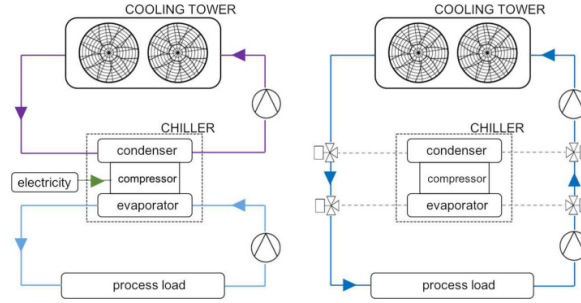 COOLING TOWER
CHILLER
condenser
electricity
compressor
evaporator
process load
COOLING TOWER
CHILLER
condenser
compressor
evaporator
process load